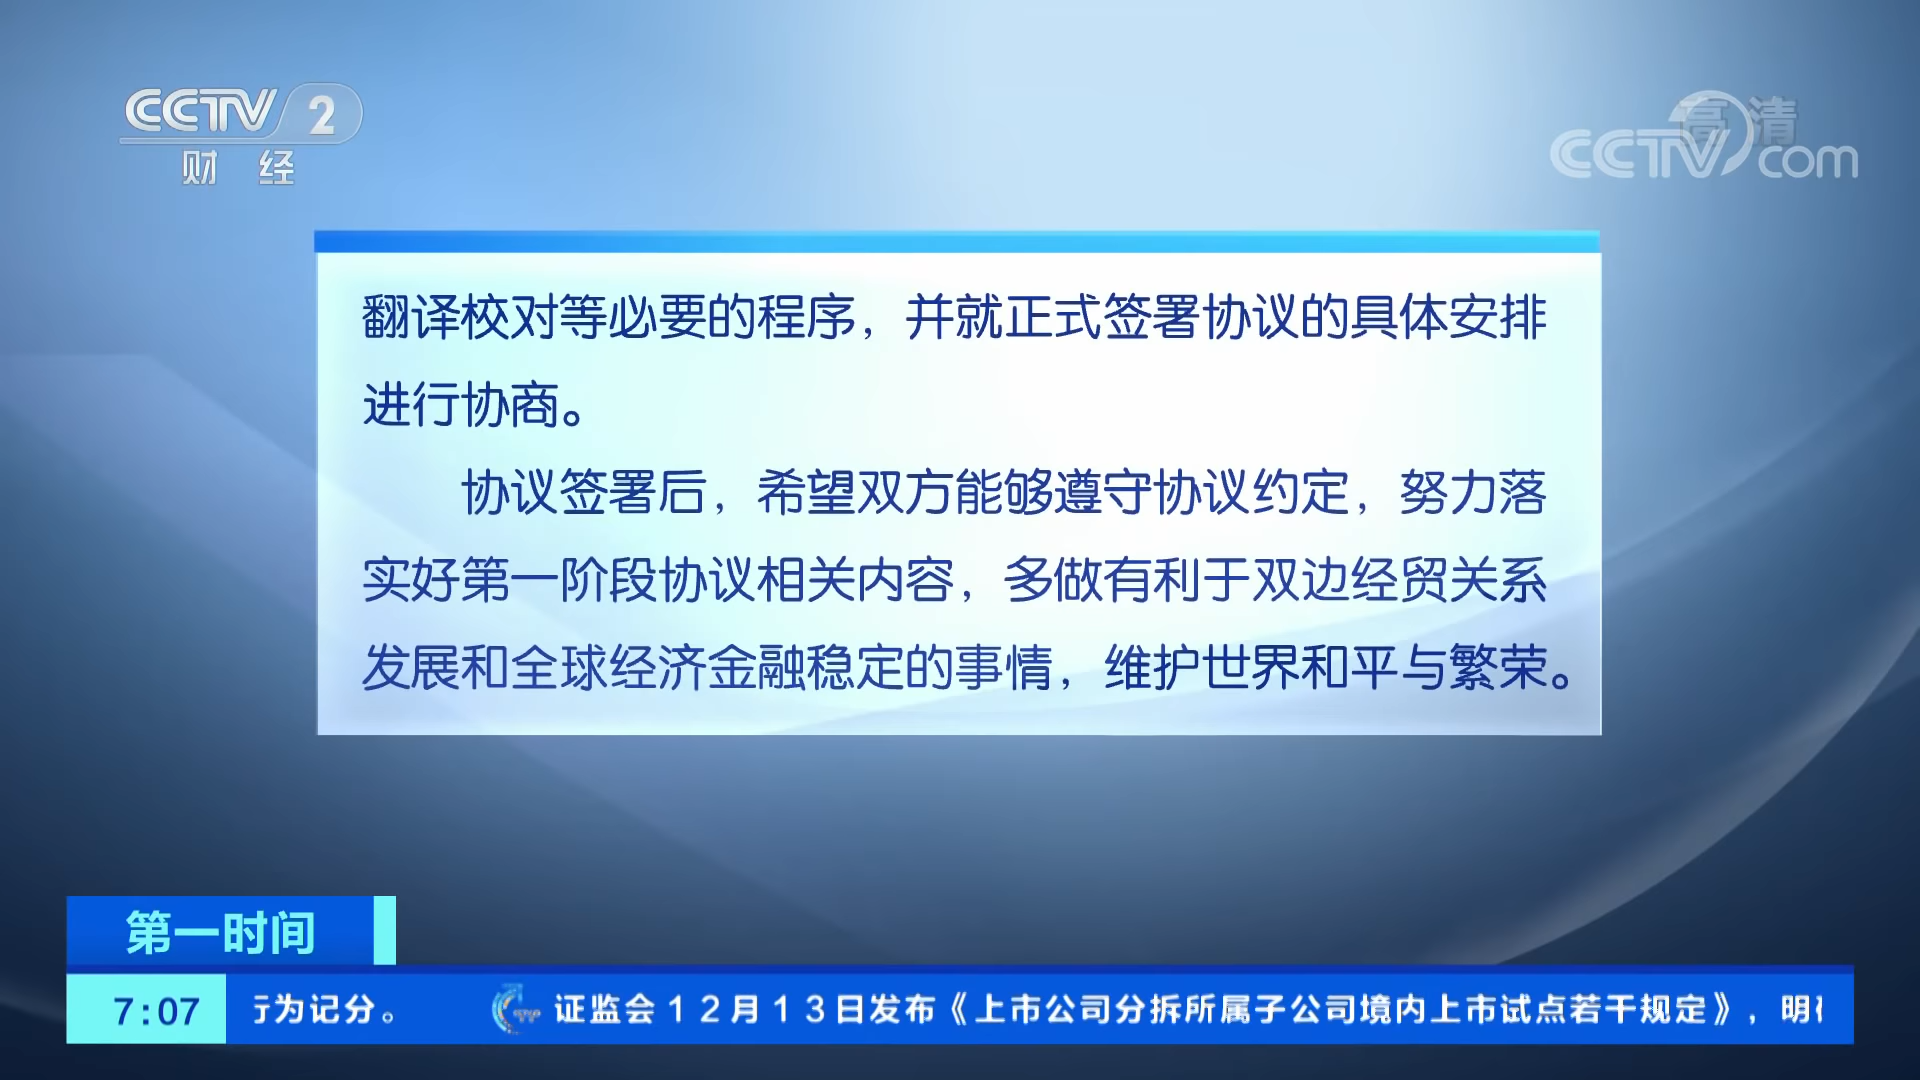 CCTV 2
财 经
高清
CCTV com
翻译校对等必要的程序，并就正式签署协议的具体安排
进行协商。
协议签署后，希望双方能够遵守协议约定，努力落
实好第一阶段协议相关内容，多做有利于双边经贸关系
发展和全球经济金融稳定的事情，维护世界和平与繁荣。
第一时间
7:07
为记分。 证监会12月13日发布《上市公司分拆所属子公司境内上市试点若干规定》，明